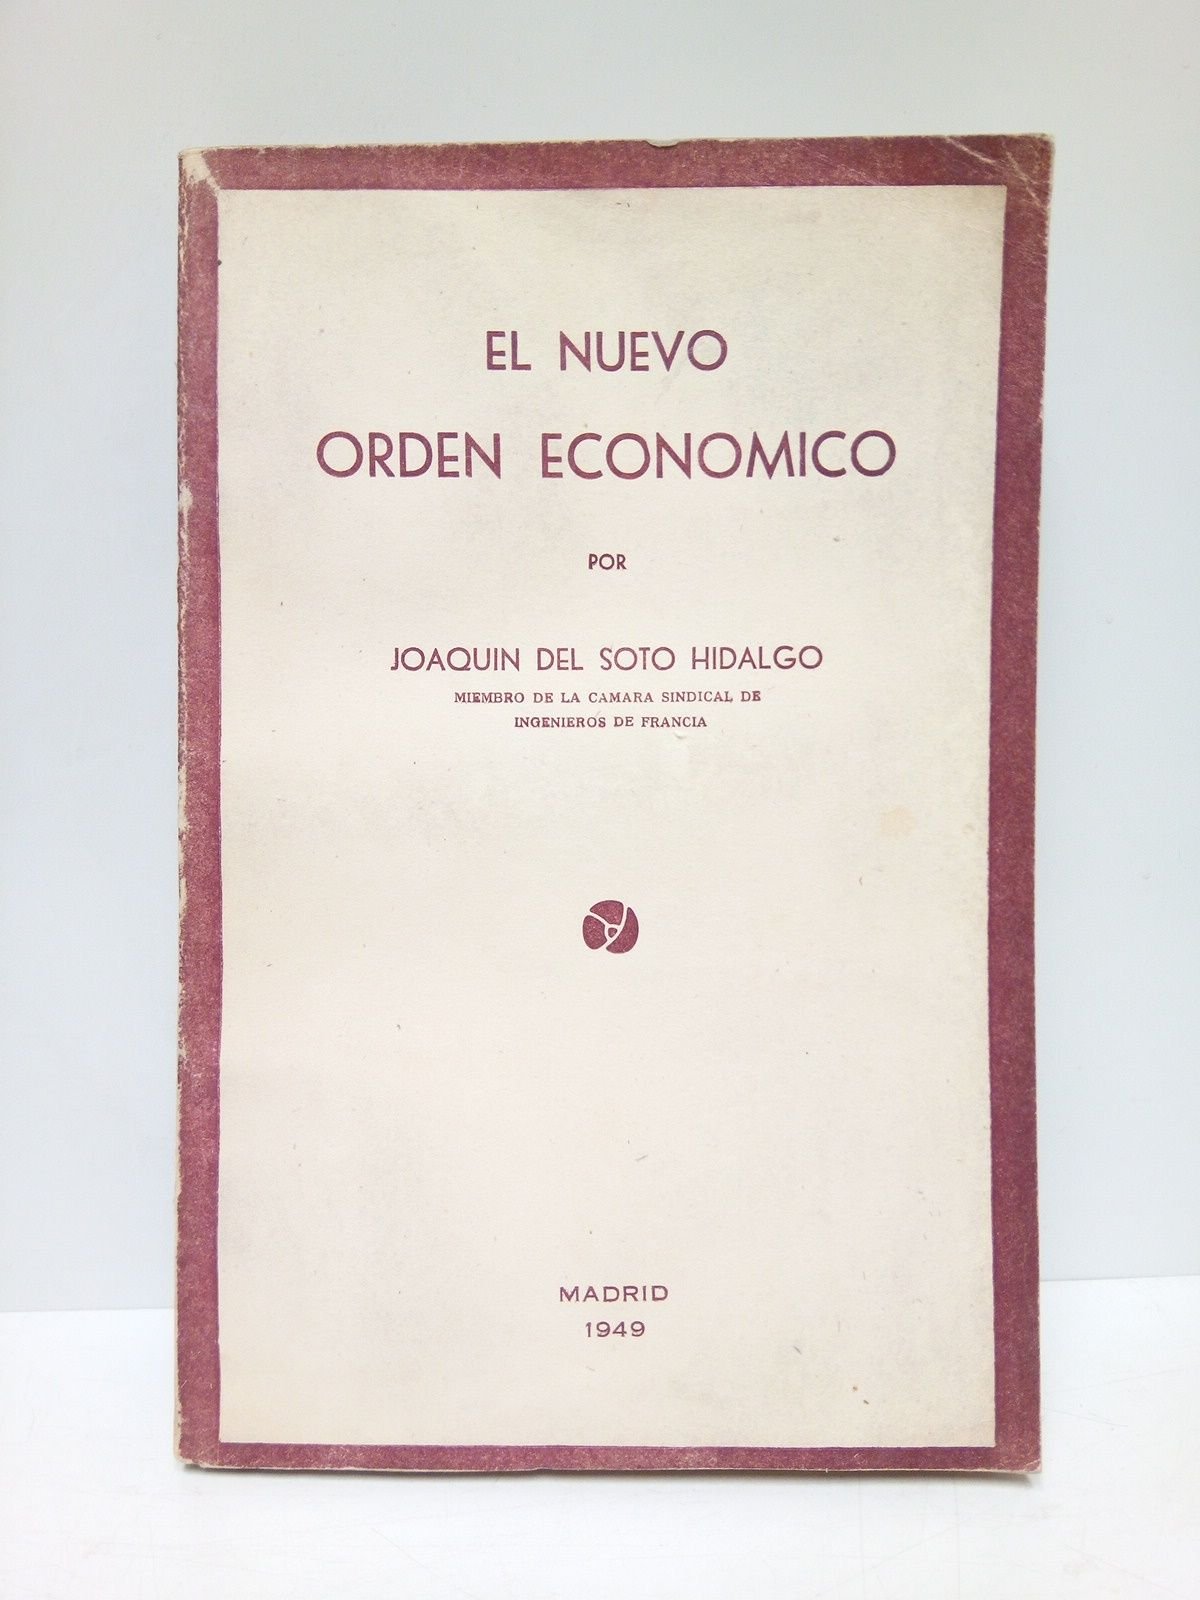 EL NUEVO
ORDEN ECONOMICO
POR
JOAQUIN DEL SOTO HIDALGO
MIEMBRO DE LA CAMARA SINDICAL DE
INGENIEROS DE FRANCIA
MADRID
1949